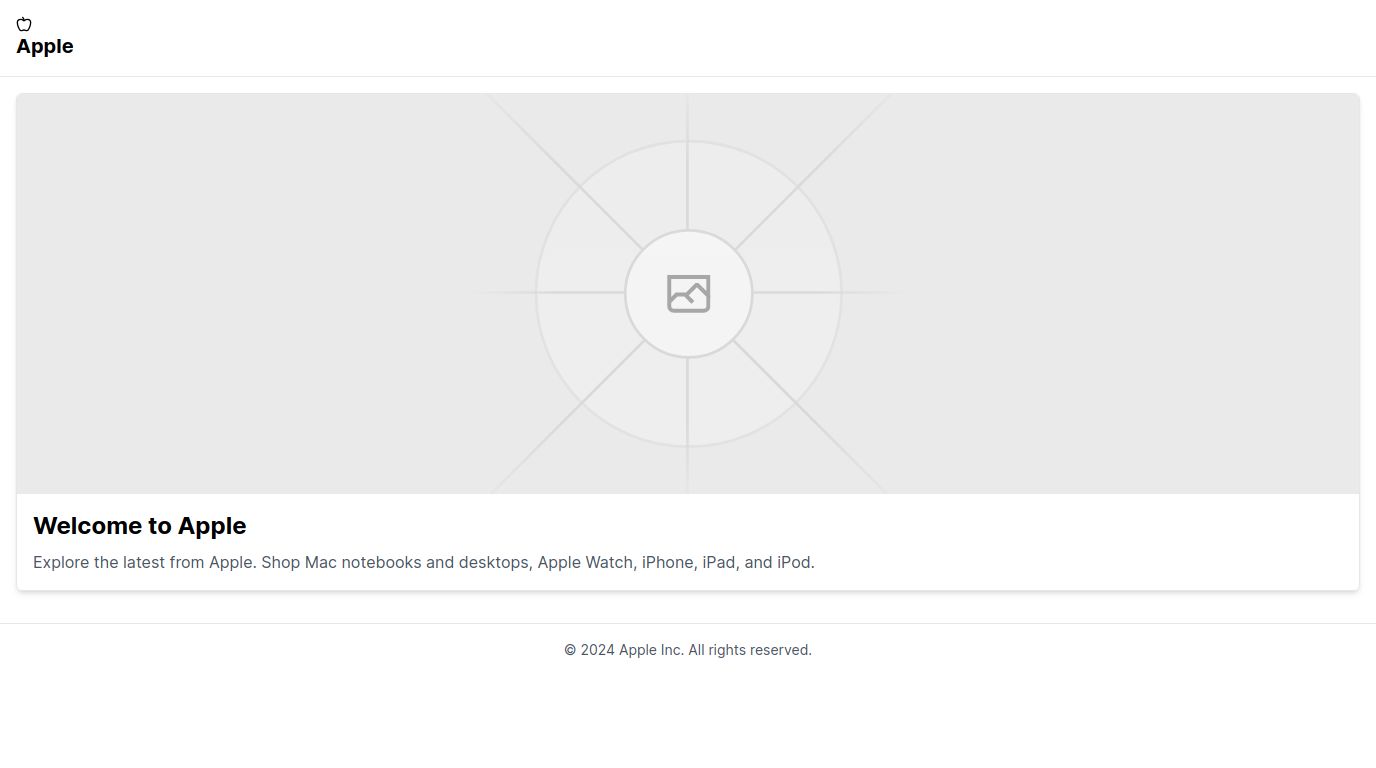 Apple
Welcome to Apple
Explore the latest from Apple. Shop Mac notebooks and desktops, Apple Watch, iPhone, iPad, and iPod.
© 2024 Apple Inc. All rights reserved.